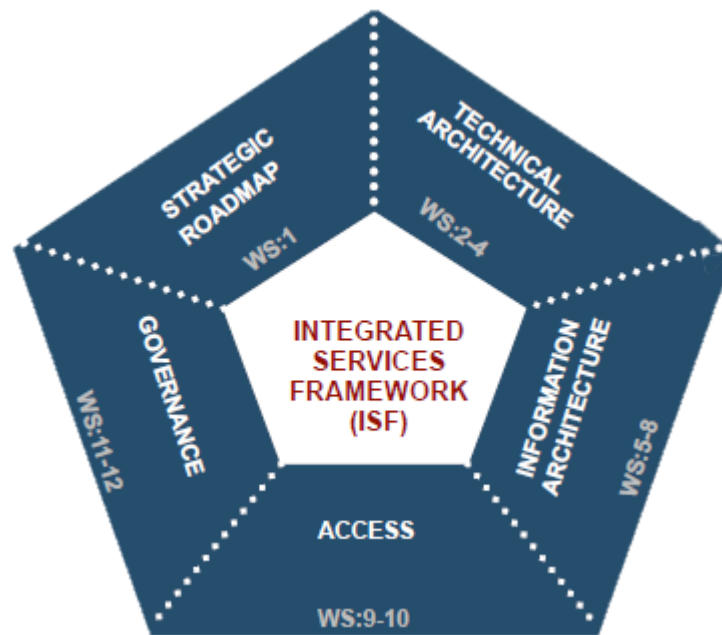 STRATEGIC
ROADMAP
WS:1
TECHNICAL
ARCHITECTURE
WS:2-4
INTEGRATED
SERVICES
FRAMEWORK
(ISF)
GOVERNANCE
WS:11-12
INFORMATION
ARCHITECTURE
WS:5-8
ACCESS
WS:9-10